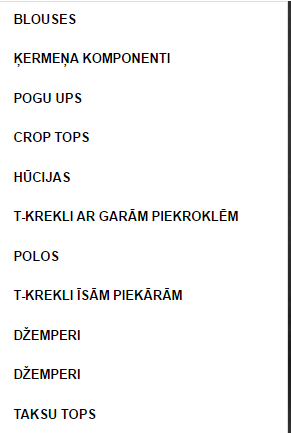 BLOUSES
ĶERMEŅA KOMPONENTI
POGU UPS
CROP TOPS
HŪCIJAS
T-KREKLI AR GARĀM PIEKROKLĒM
POLOS
T-KREKLI ĪSĀM PIEKĀRĀM
DŽEMPERI
DŽEMPERI
TAKSU TOPS